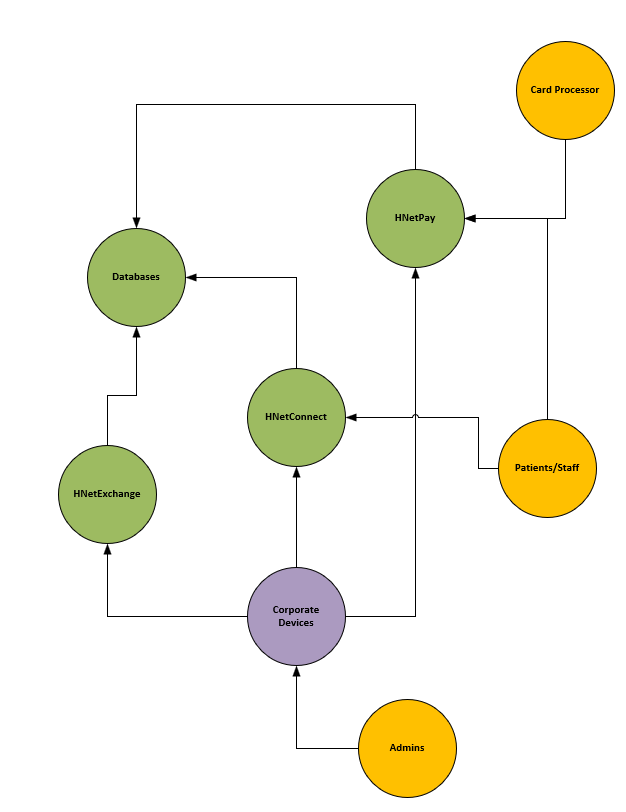 Card Processor
HNetPay
Databases
HNetConnect
Patients/Staff
HNetExchange
Corporate
Devices
Admins